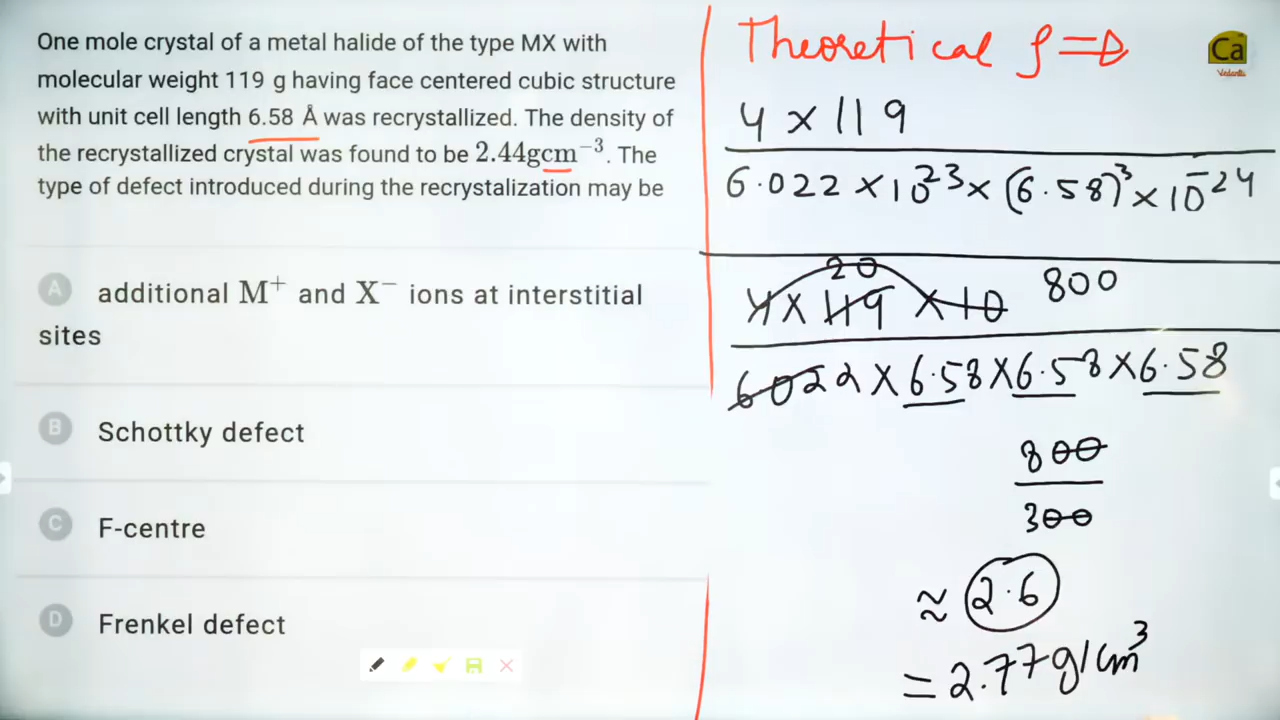 One mole crystal of a metal halide of the type MX with
molecular weight 119 g having face centered cubic structure
with unit cell length 6.58 Å was recrystallized. The density of
the recrystallized crystal was found to be 2.44gcm⁻³. The
type of defect introduced during the recrystalization may be
A additional M⁺ and X⁻ ions at interstitial
sites
B Schottky defect
C F-centre
D Frenkel defect
Theoretical ρ ⇒
4 × 119
6.022 × 10²³ × (6.58)³ × 10⁻²⁴
20
4 × 119 × 10 800
6022 × 6.58 × 6.58 × 6.58
800
300
≈ 2.6
= 2.77 g/cm³
Ca
Vedantu